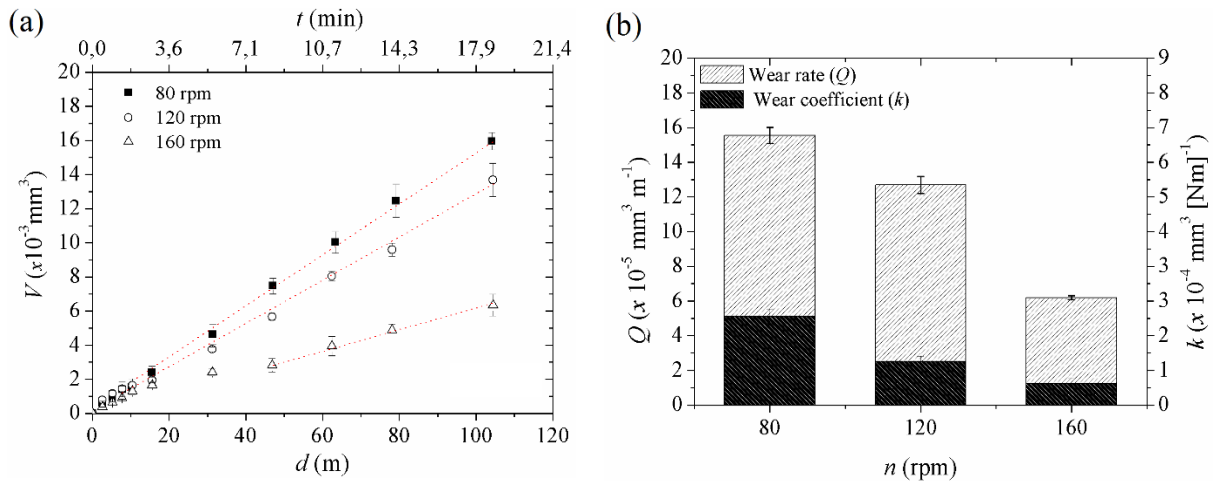 (a)
t (min)
0,0 3,6 7,1 10,7 14,3 17,9 21,4
20
18
16
14
12
10
8
6
4
2
0
V (x10⁻³ mm³)
80 rpm
120 rpm
160 rpm
0 20 40 60 80 100 120
d (m)
(b)
Wear rate (Q)
Wear coefficient (k)
20
18
16
14
12
10
8
6
4
2
0
Q (x 10⁻⁵ mm³ m⁻¹)
9
8
7
6
5
4
3
2
1
0
k (x 10⁻⁴ mm³ [Nm]⁻¹)
80 120 160
n (rpm)